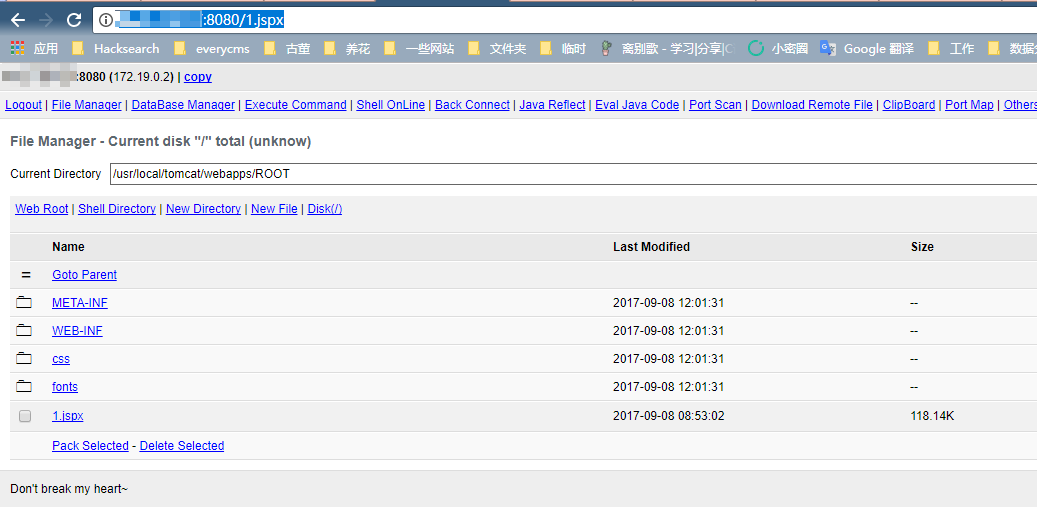 :8080/1.jspx
应用 Hacksearch everycms 古董 养花 一些网站 文件夹 临时 离别歌 - 学习|分享|C 小密圈 Google 翻译 工作 数据分
:8080 (172.19.0.2) | copy
Logout | File Manager | DataBase Manager | Execute Command | Shell OnLine | Back Connect | Java Reflect | Eval Java Code | Port Scan | Download Remote File | ClipBoard | Port Map | Others
File Manager - Current disk "/" total (unknow)
Current Directory /usr/local/tomcat/webapps/ROOT
Web Root | Shell Directory | New Directory | New File | Disk(/)
Name Last Modified Size
= Goto Parent
META-INF 2017-09-08 12:01:31 --
WEB-INF 2017-09-08 12:01:31 --
css 2017-09-08 12:01:31 --
fonts 2017-09-08 12:01:31 --
1.jspx 2017-09-08 08:53:02 118.14K
Pack Selected - Delete Selected
Don't break my heart~